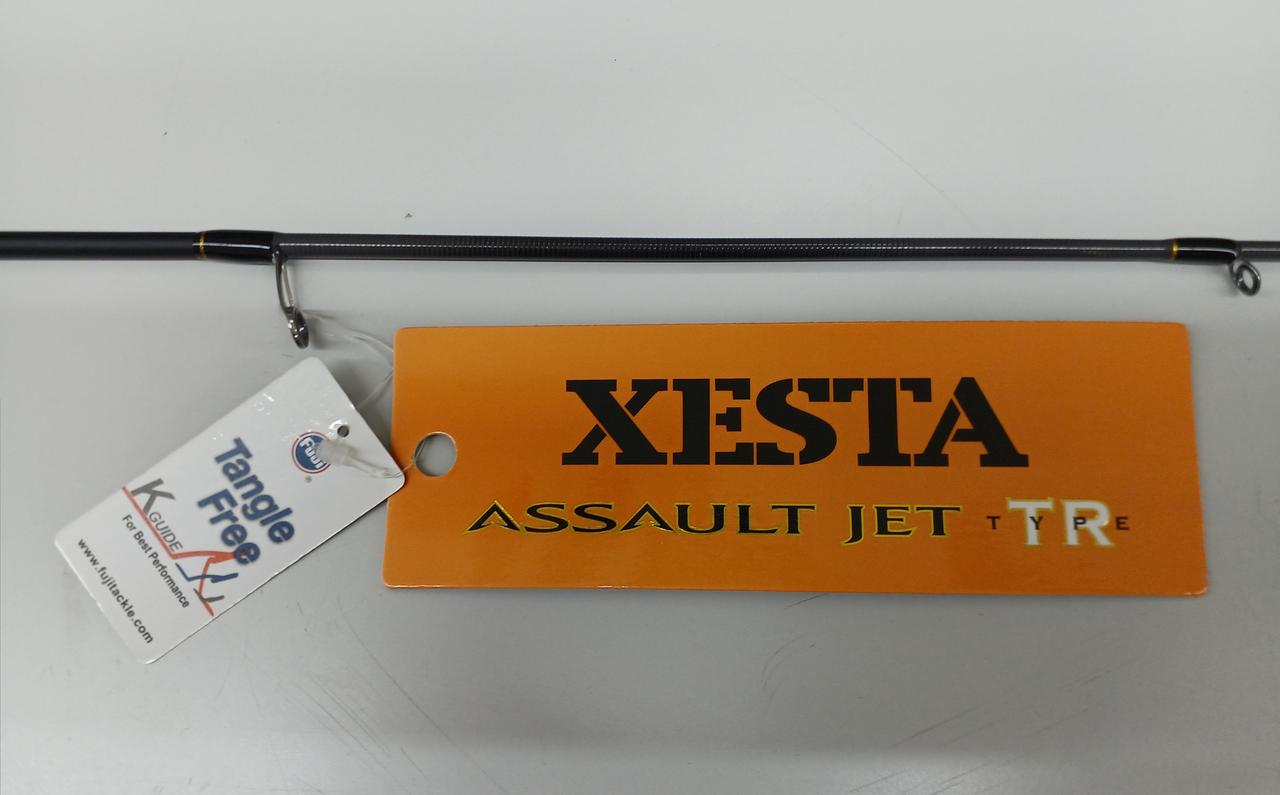 XESTA
ASSAULT JET TYPE TR
FUJI
®
Tangle
Free
K GUIDE
For Best Performance
www.fujitackle.com